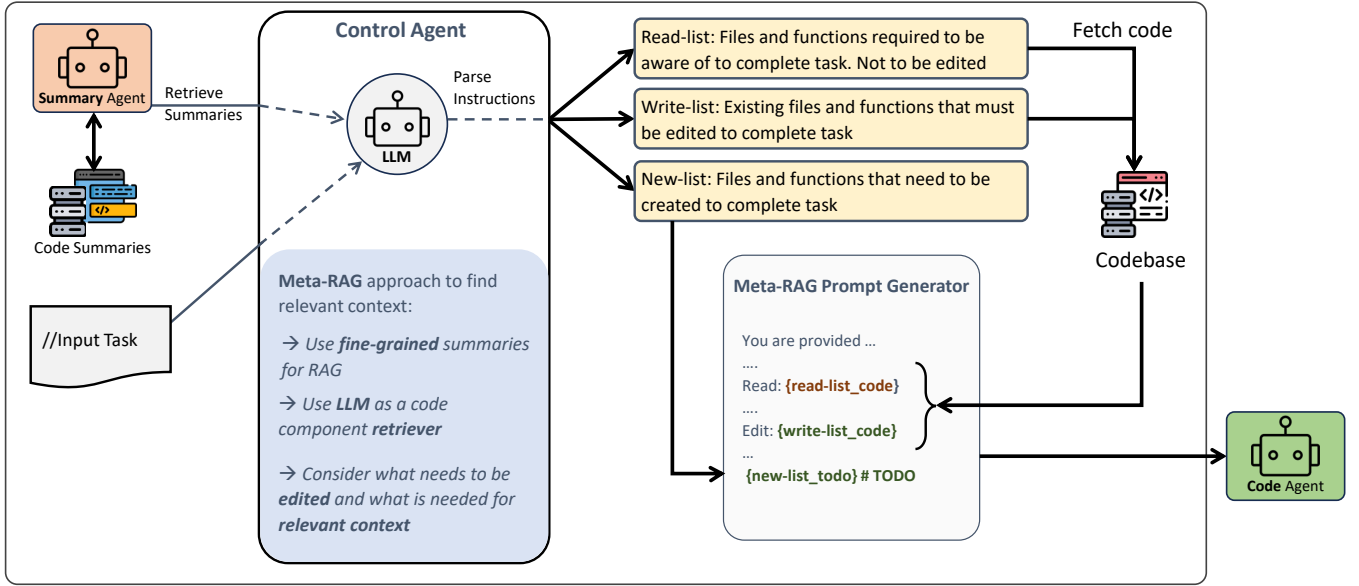 Summary Agent
Code Summaries
//Input Task
Retrieve
Summaries
Control Agent
LLM
Parse
Instructions
Meta-RAG approach to find
relevant context:
→ Use fine-grained summaries
for RAG
→ Use LLM as a code
component retriever
→ Consider what needs to be
edited and what is needed for
relevant context
Read-list: Files and functions required to be
aware of to complete task. Not to be edited
Write-list: Existing files and functions that must
be edited to complete task
New-list: Files and functions that need to be
created to complete task
Fetch code
</>
Codebase
Meta-RAG Prompt Generator
You are provided ...
....
Read: {read-list_code}
....
Edit: {write-list_code}
...
{new-list_todo} # TODO
Code Agent